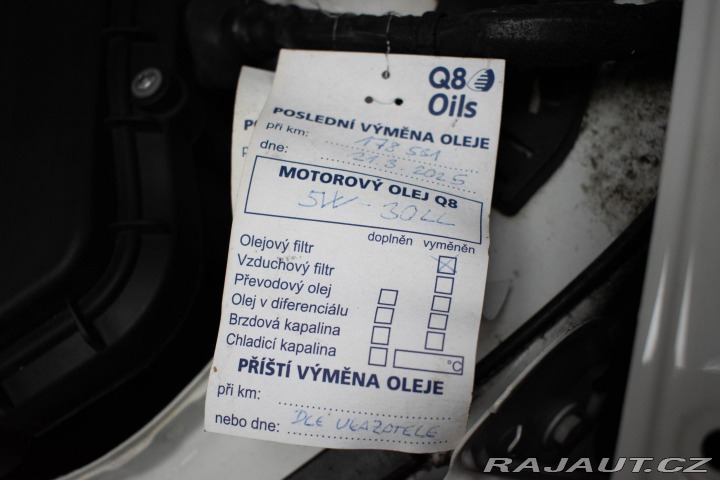 Q8
Oils
POSLEDNÍ VÝMĚNA OLEJE
při km: 178 551
dne: 21 3. 2025
MOTOROVÝ OLEJ Q8
5W - 30LL
doplněn vyměněn
Olejový filtr
Vzduchový filtr
Převodový olej
Olej v diferenciálu
Brzdová kapalina
Chladicí kapalina °C
PŘÍŠTÍ VÝMĚNA OLEJE
při km:
nebo dne: DLE UKAZATELE
RAJAUT.CZ